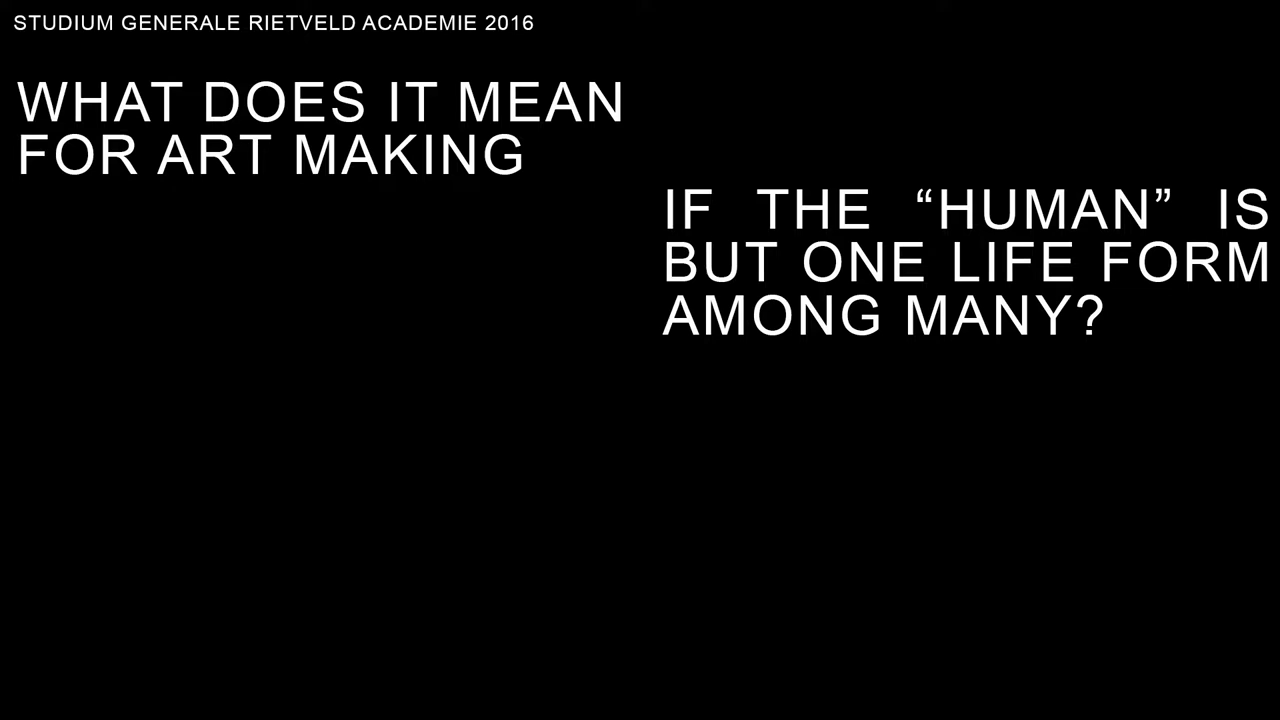 STUDIUM GENERALE RIETVELD ACADEMIE 2016
WHAT DOES IT MEAN
FOR ART MAKING
IF THE “HUMAN” IS
BUT ONE LIFE FORM
AMONG MANY?